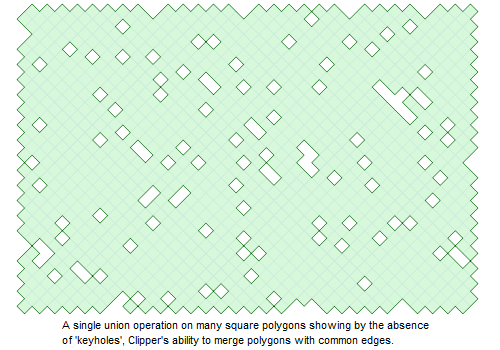 A single union operation on many square polygons showing by the absence
of 'keyholes', Clipper's ability to merge polygons with common edges.